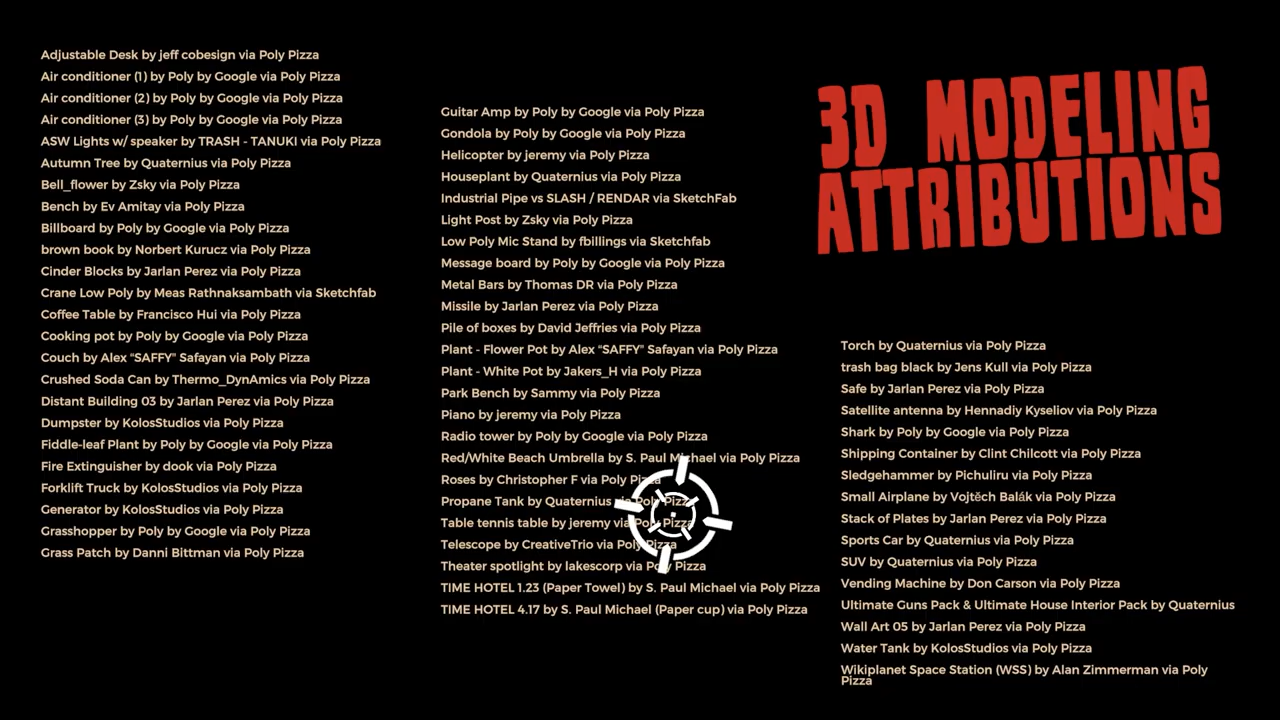 Adjustable Desk by jeff cobesign via Poly Pizza
Air conditioner (1) by Poly by Google via Poly Pizza
Air conditioner (2) by Poly by Google via Poly Pizza
Air conditioner (3) by Poly by Google via Poly Pizza
ASW Lights w/ speaker by TRASH - TANUKI via Poly Pizza
Autumn Tree by Quaternius via Poly Pizza
Bell_flower by Zsky via Poly Pizza
Bench by Ev Amitay via Poly Pizza
Billboard by Poly by Google via Poly Pizza
brown book by Norbert Kurucz via Poly Pizza
Cinder Blocks by Jarlan Perez via Poly Pizza
Crane Low Poly by Meas Rathnaksambath via Sketchfab
Coffee Table by Francisco Hui via Poly Pizza
Cooking pot by Poly by Google via Poly Pizza
Couch by Alex “SAFFY” Safayan via Poly Pizza
Crushed Soda Can by Thermo_DynAmics via Poly Pizza
Distant Building 03 by Jarlan Perez via Poly Pizza
Dumpster by KolosStudios via Poly Pizza
Fiddle-leaf Plant by Poly by Google via Poly Pizza
Fire Extinguisher by dook via Poly Pizza
Forklift Truck by KolosStudios via Poly Pizza
Generator by KolosStudios via Poly Pizza
Grasshopper by Poly by Google via Poly Pizza
Grass Patch by Danni Bittman via Poly Pizza
Guitar Amp by Poly by Google via Poly Pizza
Gondola by Poly by Google via Poly Pizza
Helicopter by jeremy via Poly Pizza
Houseplant by Quaternius via Poly Pizza
Industrial Pipe vs SLASH / RENDAR via SketchFab
Light Post by Zsky via Poly Pizza
Low Poly Mic Stand by fbillings via Sketchfab
Message board by Poly by Google via Poly Pizza
Metal Bars by Thomas DR via Poly Pizza
Missile by Jarlan Perez via Poly Pizza
Pile of boxes by David Jeffries via Poly Pizza
Plant - Flower Pot by Alex “SAFFY” Safayan via Poly Pizza
Plant - White Pot by Jakers_H via Poly Pizza
Park Bench by Sammy via Poly Pizza
Piano by jeremy via Poly Pizza
Radio tower by Poly by Google via Poly Pizza
Red/White Beach Umbrella by S. Paul Michael via Poly Pizza
Roses by Christopher F via Poly Pizza
Propane Tank by Quaternius via Poly Pizza
Table tennis table by jeremy via Poly Pizza
Telescope by CreativeTrio via Poly Pizza
Theater spotlight by lakescorp via Poly Pizza
TIME HOTEL 1.23 (Paper Towel) by S. Paul Michael via Poly Pizza
TIME HOTEL 4.17 by S. Paul Michael (Paper cup) via Poly Pizza
3D MODELING
ATTRIBUTIONS
Torch by Quaternius via Poly Pizza
trash bag black by Jens Kull via Poly Pizza
Safe by Jarlan Perez via Poly Pizza
Satellite antenna by Hennadiy Kyseliov via Poly Pizza
Shark by Poly by Google via Poly Pizza
Shipping Container by Clint Chilcott via Poly Pizza
Sledgehammer by Pichuliru via Poly Pizza
Small Airplane by Vojtěch Balák via Poly Pizza
Stack of Plates by Jarlan Perez via Poly Pizza
Sports Car by Quaternius via Poly Pizza
SUV by Quaternius via Poly Pizza
Vending Machine by Don Carson via Poly Pizza
Ultimate Guns Pack & Ultimate House Interior Pack by Quaternius
Wall Art 05 by Jarlan Perez via Poly Pizza
Water Tank by KolosStudios via Poly Pizza
Wikiplanet Space Station (WSS) by Alan Zimmerman via Poly
Pizza